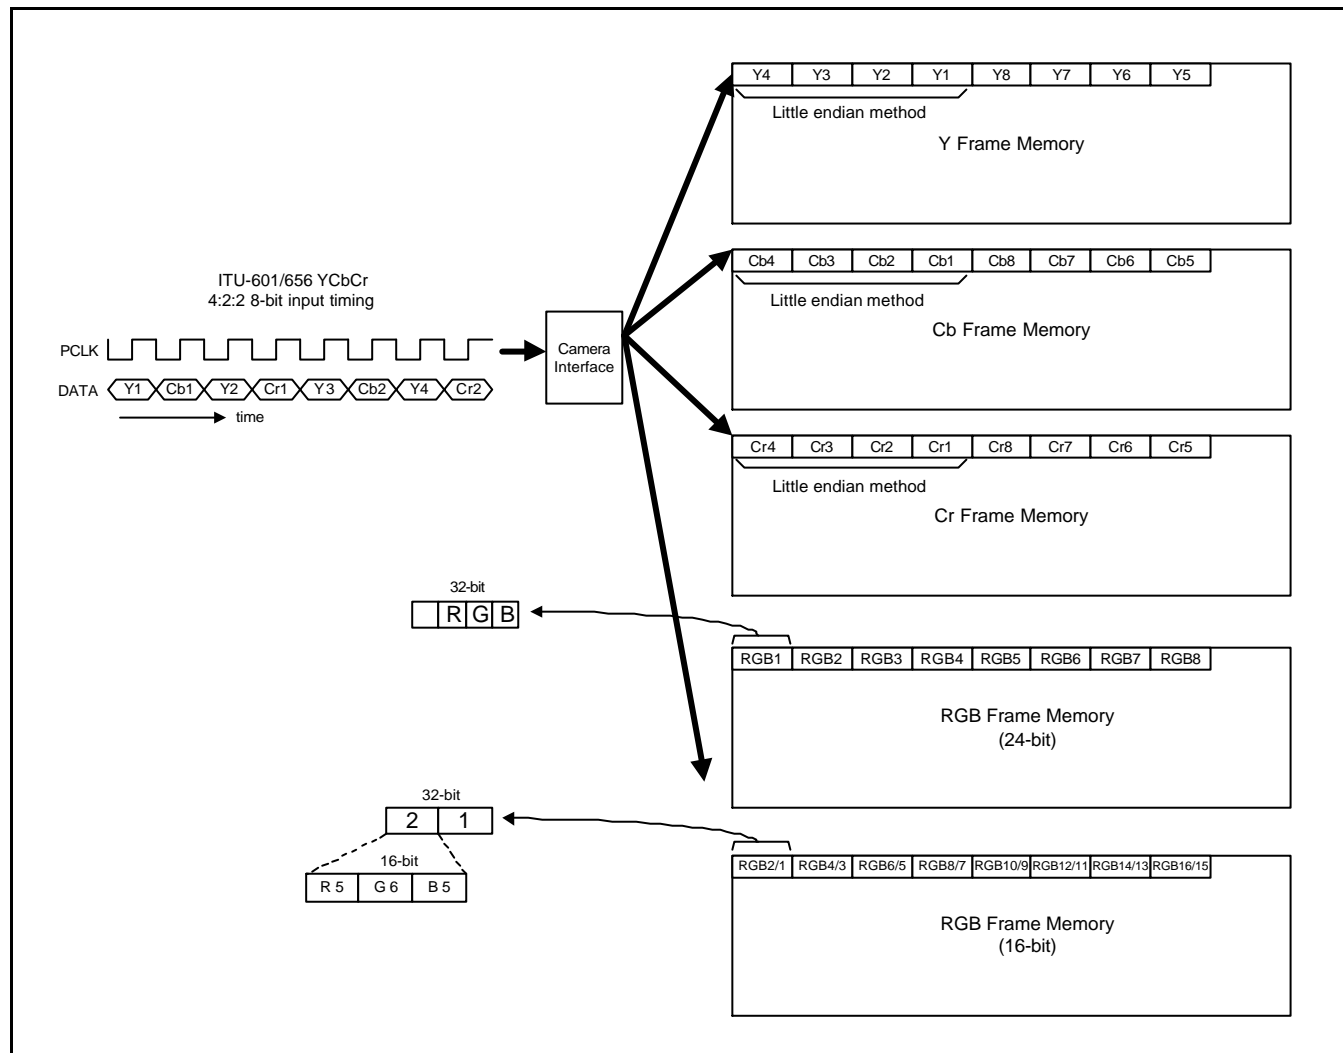 Y4 Y3 Y2 Y1 Y8 Y7 Y6 Y5
Little endian method
Y Frame Memory
Cb4 Cb3 Cb2 Cb1 Cb8 Cb7 Cb6 Cb5
Little endian method
Cb Frame Memory
ITU-601/656 YCbCr
4:2:2 8-bit input timing
PCLK
DATA Y1 Cb1 Y2 Cr1 Y3 Cb2 Y4 Cr2
time
Camera
Interface
Cr4 Cr3 Cr2 Cr1 Cr8 Cr7 Cr6 Cr5
Little endian method
Cr Frame Memory
32-bit
R G B
RGB1 RGB2 RGB3 RGB4 RGB5 RGB6 RGB7 RGB8
RGB Frame Memory
(24-bit)
32-bit
2 1
16-bit
R 5 G 6 B 5
RGB2/1 RGB4/3 RGB6/5 RGB8/7 RGB10/9 RGB12/11 RGB14/13 RGB16/15
RGB Frame Memory
(16-bit)